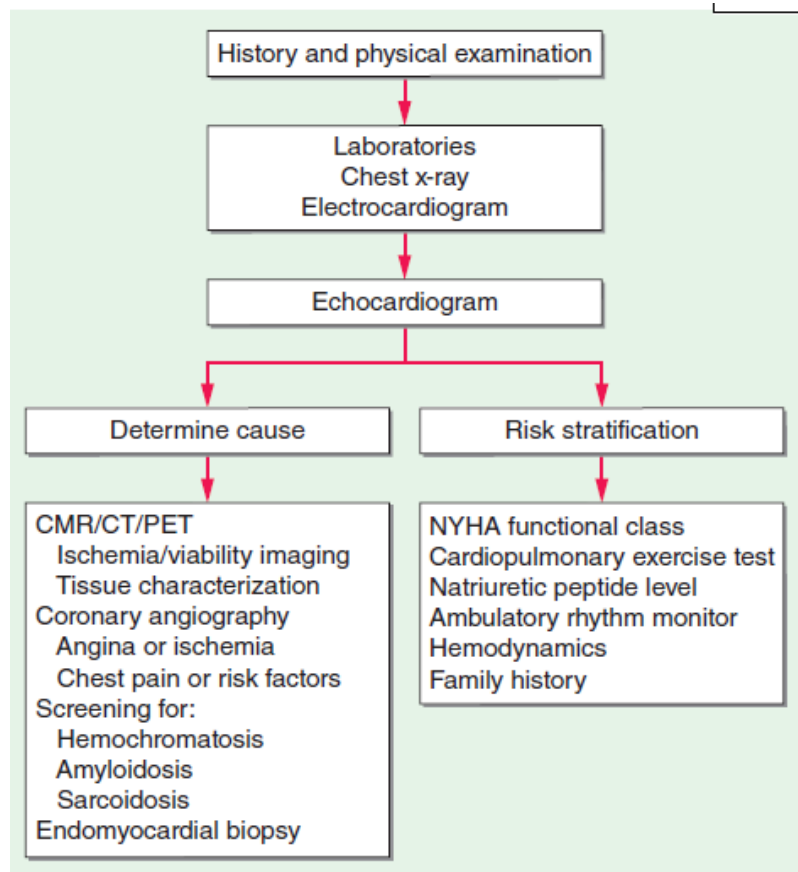 History and physical examination
Laboratories
Chest x-ray
Electrocardiogram
Echocardiogram
Determine cause
Risk stratification
CMR/CT/PET
Ischemia/viability imaging
Tissue characterization
Coronary angiography
Angina or ischemia
Chest pain or risk factors
Screening for:
Hemochromatosis
Amyloidosis
Sarcoidosis
Endomyocardial biopsy
NYHA functional class
Cardiopulmonary exercise test
Natriuretic peptide level
Ambulatory rhythm monitor
Hemodynamics
Family history